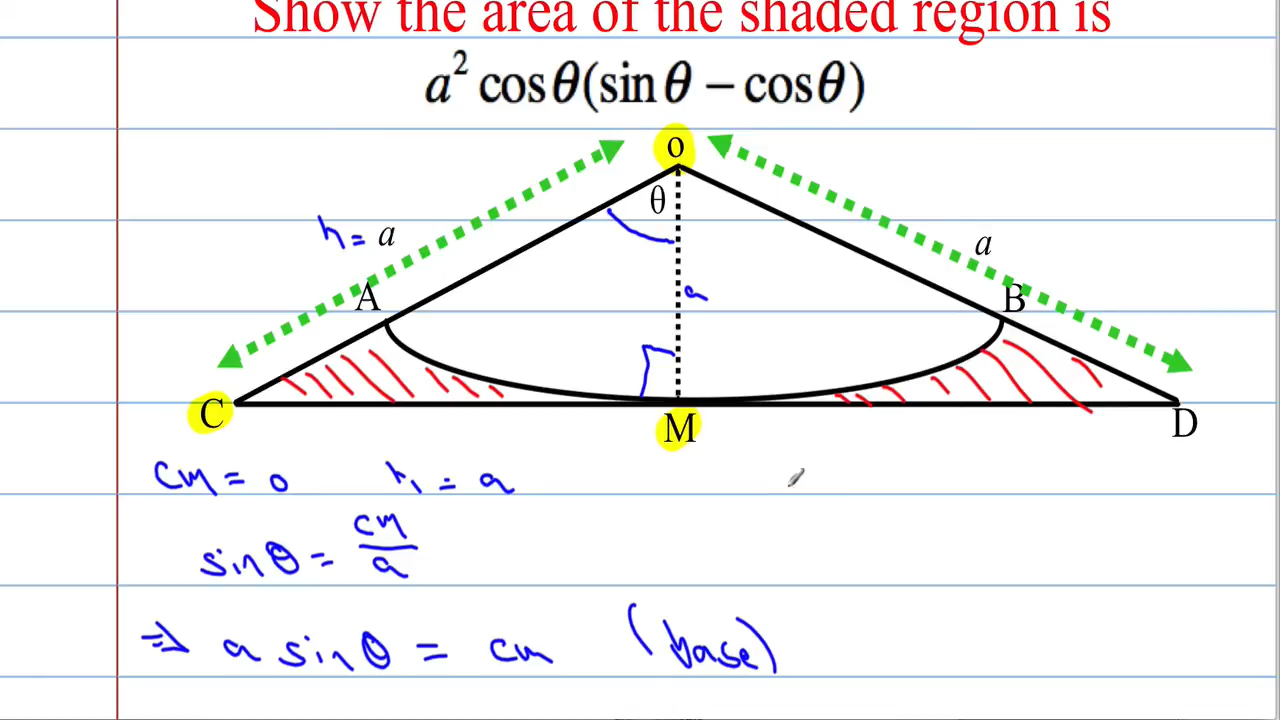 Show the area of the shaded region is
a² cosθ(sinθ − cosθ)
o
θ
h = a
a
A
a
B
C
M
D
cm = o h, = a
sinθ = cm/a
⇒ a sinθ = cm (base)